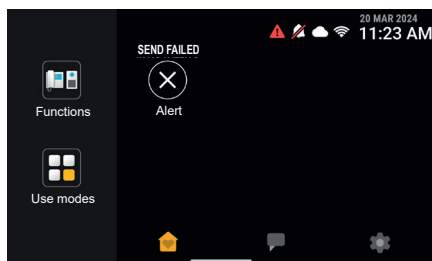 20 MAR 2024
11:23 AM
SEND FAILED
Functions
Alert
Use modes